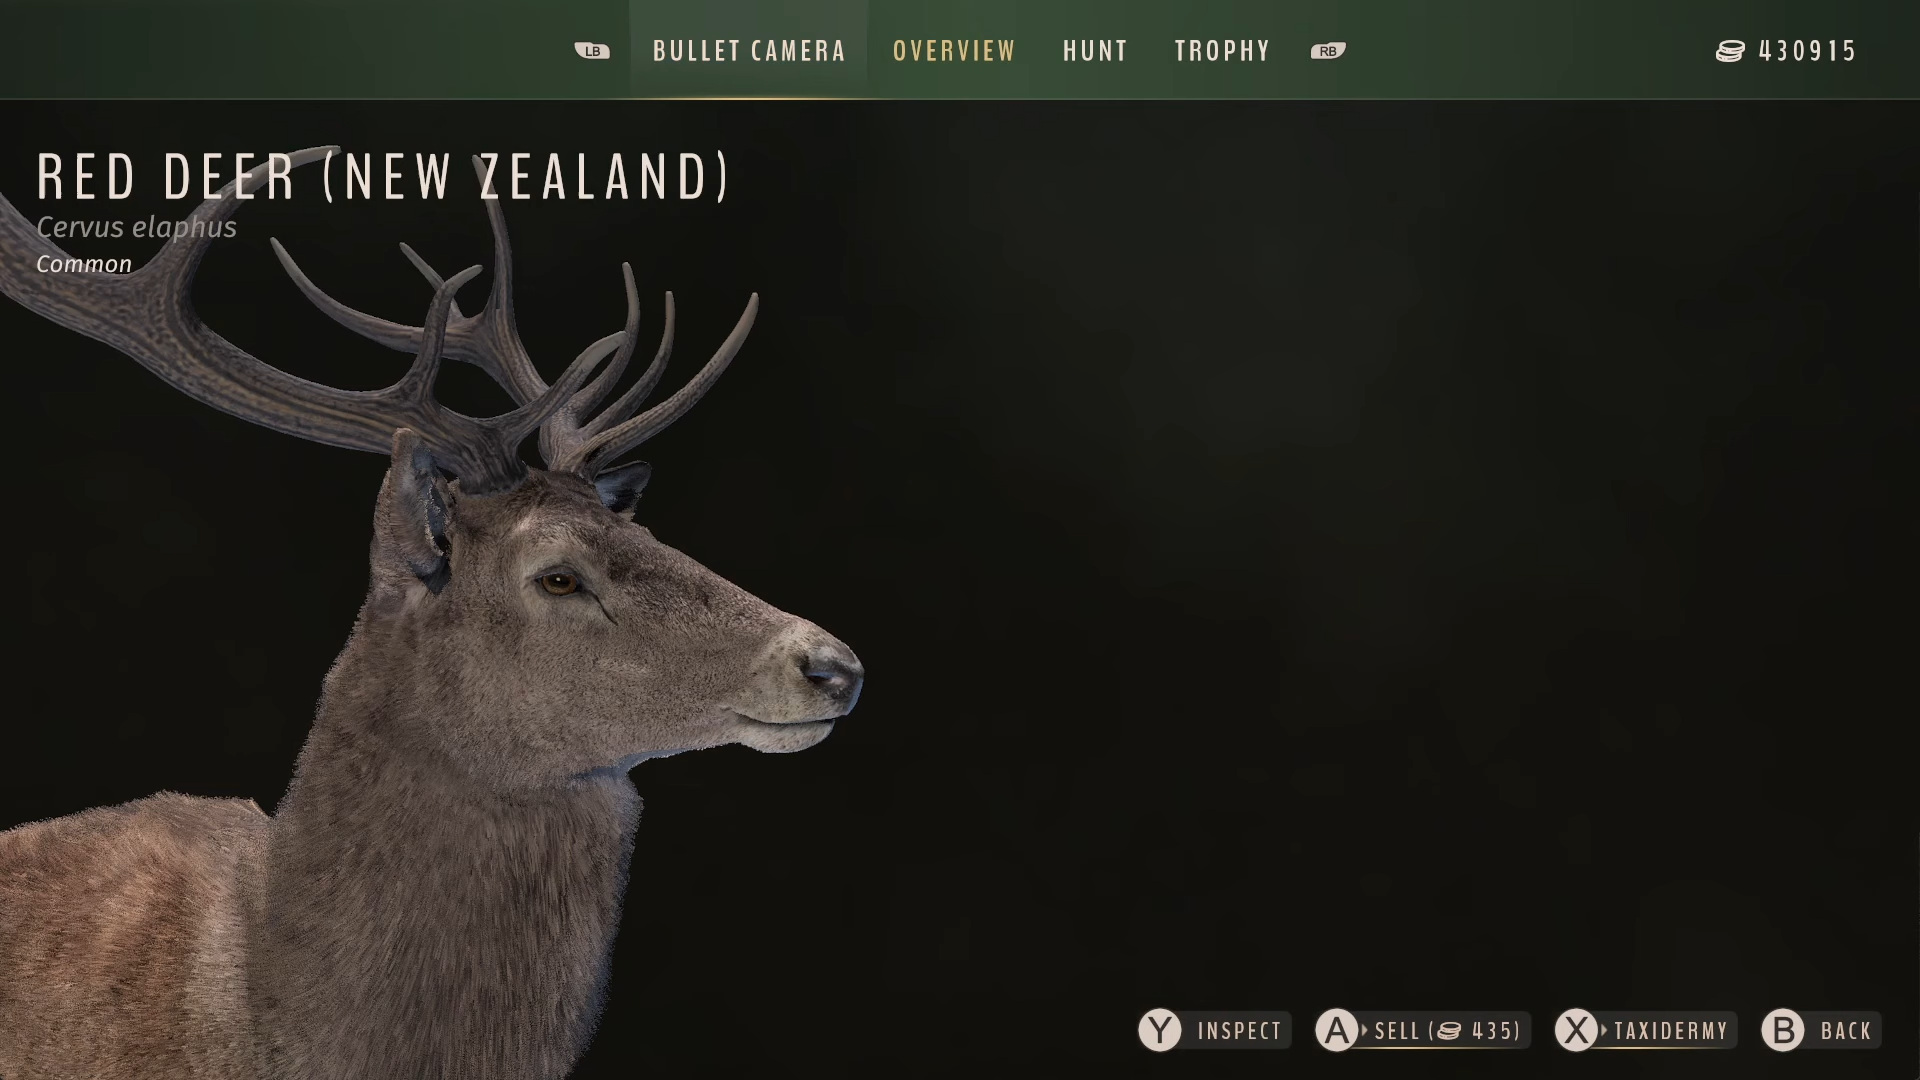 LB BULLET CAMERA OVERVIEW HUNT TROPHY RB 430915
RED DEER (NEW ZEALAND)
Cervus elaphus
Common
Y INSPECT A SELL ( 435) X TAXIDERMY B BACK